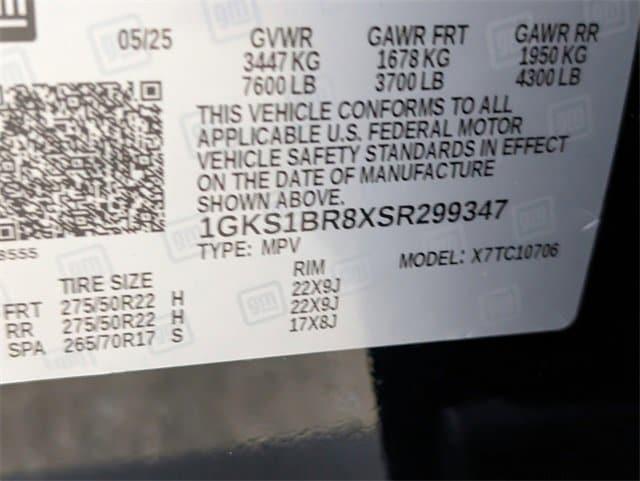 gm
05/25 GVWR GAWR FRT GAWR RR
3447 KG 1678 KG 1950 KG
7600 LB 3700 LB 4300 LB
THIS VEHICLE CONFORMS TO ALL
APPLICABLE U.S. FEDERAL MOTOR
VEHICLE SAFETY STANDARDS IN EFFECT
ON THE DATE OF MANUFACTURE
SHOWN ABOVE.
1GKS1BR8XSR299347
8555
TYPE: MPV MODEL: X7TC10706
TIRE SIZE RIM
FRT 275/50R22 H 22X9J
RR 275/50R22 H 22X9J
SPA 265/70R17 S 17X8J